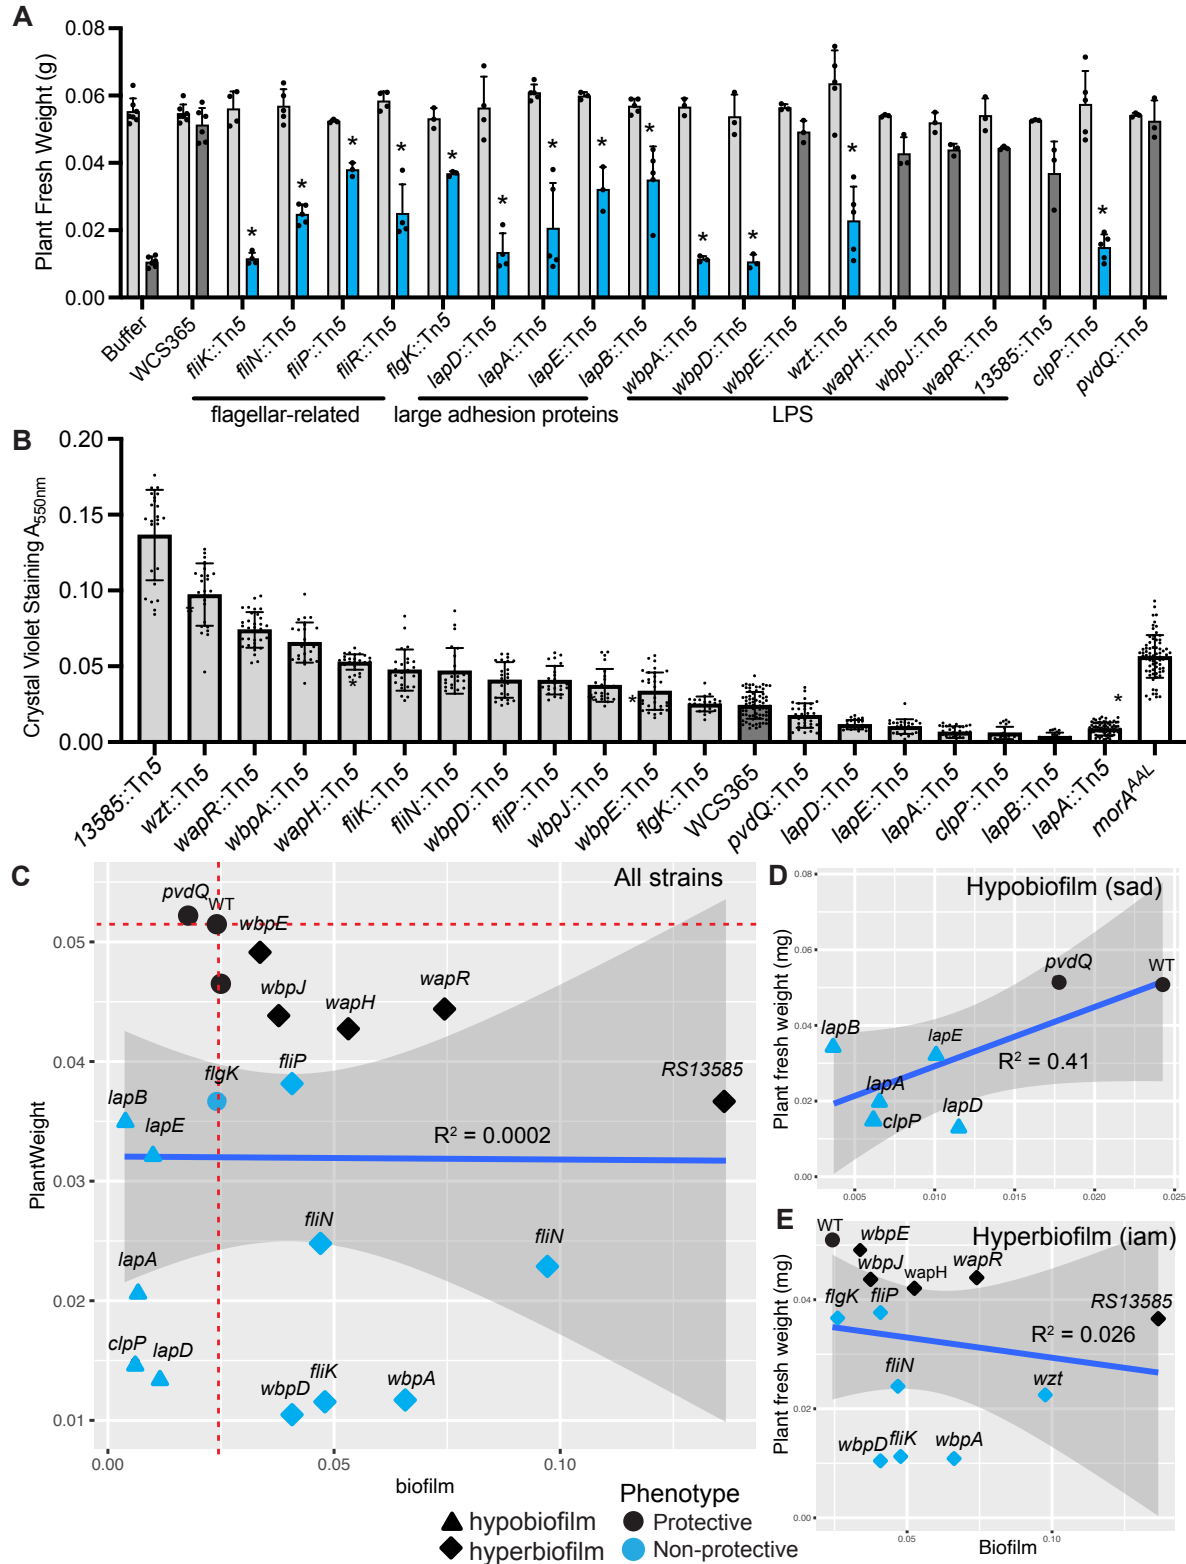 A
Plant Fresh Weight (g)
0.08
0.06
0.04
0.02
0.00
* * * * * * * * * * * * *
Buffer
WCS365
fliK::Tn5
fliN::Tn5
fliP::Tn5
fliR::Tn5
flgK::Tn5
lapD::Tn5
lapA::Tn5
lapE::Tn5
lapB::Tn5
wbpA::Tn5
wbpD::Tn5
wbpE::Tn5
wzt::Tn5
wapH::Tn5
wbpJ::Tn5
wapR::Tn5
13585::Tn5
clpP::Tn5
pvdQ::Tn5
flagellar-related
large adhesion proteins
LPS
B
Crystal Violet Staining A550nm
0.20
0.15
0.10
0.05
0.00
* * * *
13585::Tn5
wzt::Tn5
wapR::Tn5
wbpA::Tn5
wapH::Tn5
fliK::Tn5
fliN::Tn5
wbpD::Tn5
fliP::Tn5
wbpJ::Tn5
wbpE::Tn5
flgK::Tn5
WCS365
pvdQ::Tn5
lapD::Tn5
lapE::Tn5
lapA::Tn5
clpP::Tn5
lapB::Tn5
lapA::Tn5
morA^AAL
C
All strains
PlantWeight
0.05
0.04
0.03
0.02
0.01
pvdQ
WT
wbpE
wbpJ
wapH
wapR
fliP
flgK
RS13585
lapB
lapE
R² = 0.0002
fliN
fliN
lapA
clpP
lapD
wbpD
fliK
wbpA
0.00
0.05
0.10
biofilm
Phenotype
hypobiofilm
hyperbiofilm
Protective
Non-protective
D
Hypobiofilm (sad)
Plant fresh weight (mg)
0.08
0.06
0.04
0.02
0.00
pvdQ
WT
lapB
lapE
R² = 0.41
lapA
clpP
lapD
0.005
0.010
0.015
0.020
0.025
E
Hyperbiofilm (iam)
Plant fresh weight (mg)
0.04
0.02
0.00
WT
wbpE
wbpJ
wapH
wapR
flgK
fliP
RS13585
R² = 0.026
fliN
wzt
wbpD
fliK
wbpA
0.05
0.10
Biofilm